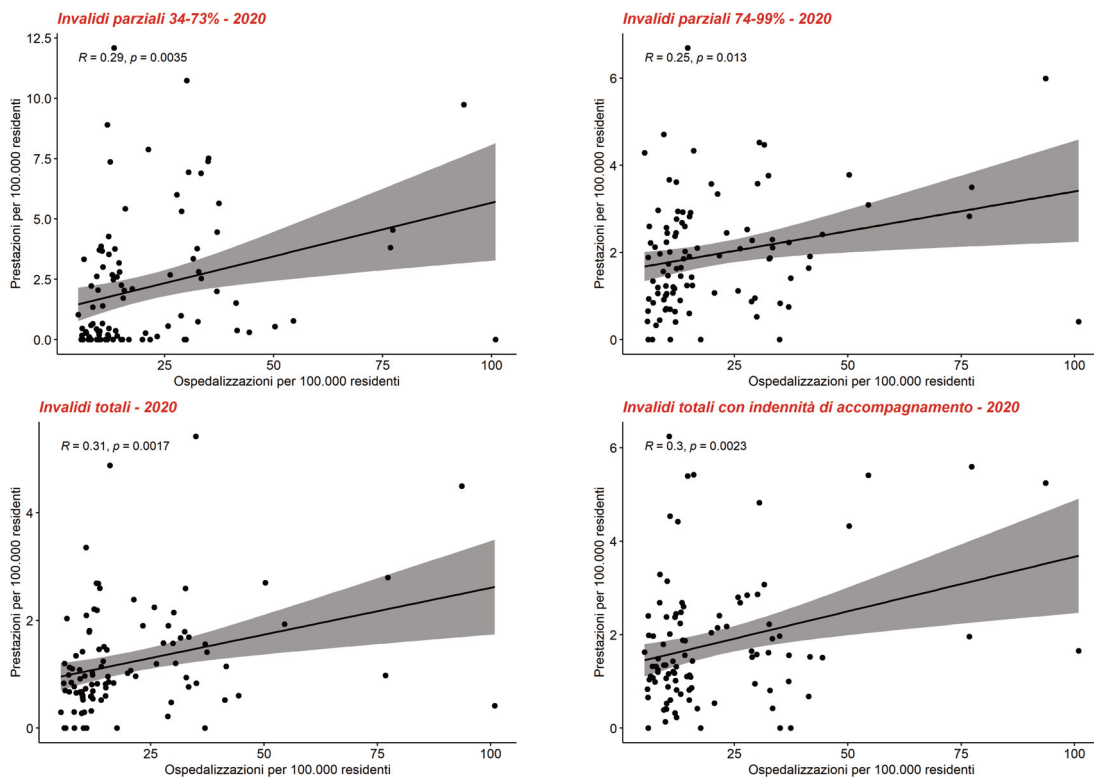 Invalidi parziali 34-73% - 2020
12.5
R = 0.29, p = 0.0035
10.0
7.5
5.0
2.5
0.0
Prestazioni per 100.000 residenti
25 50 75 100
Ospedalizzazioni per 100.000 residenti
Invalidi parziali 74-99% - 2020
R = 0.25, p = 0.013
6
4
2
0
Prestazioni per 100.000 residenti
25 50 75 100
Ospedalizzazioni per 100.000 residenti
Invalidi totali - 2020
R = 0.31, p = 0.0017
4
2
0
Prestazioni per 100.000 residenti
25 50 75 100
Ospedalizzazioni per 100.000 residenti
Invalidi totali con indennità di accompagnamento - 2020
6
R = 0.3, p = 0.0023
4
2
0
Prestazioni per 100.000 residenti
25 50 75 100
Ospedalizzazioni per 100.000 residenti